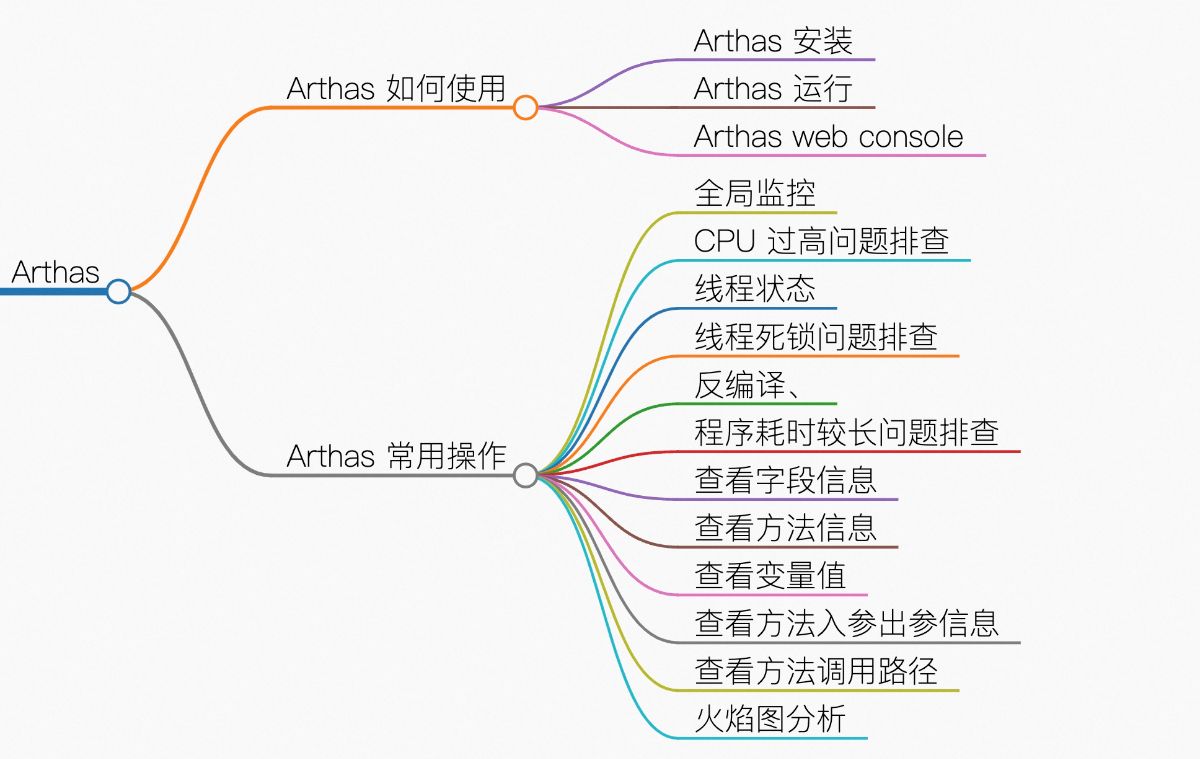 Arthas
Arthas 如何使用
Arthas 安装
Arthas 运行
Arthas web console
Arthas 常用操作
全局监控
CPU 过高问题排查
线程状态
线程死锁问题排查
反编译、
程序耗时较长问题排查
查看字段信息
查看方法信息
查看变量值
查看方法入参出参信息
查看方法调用路径
火焰图分析